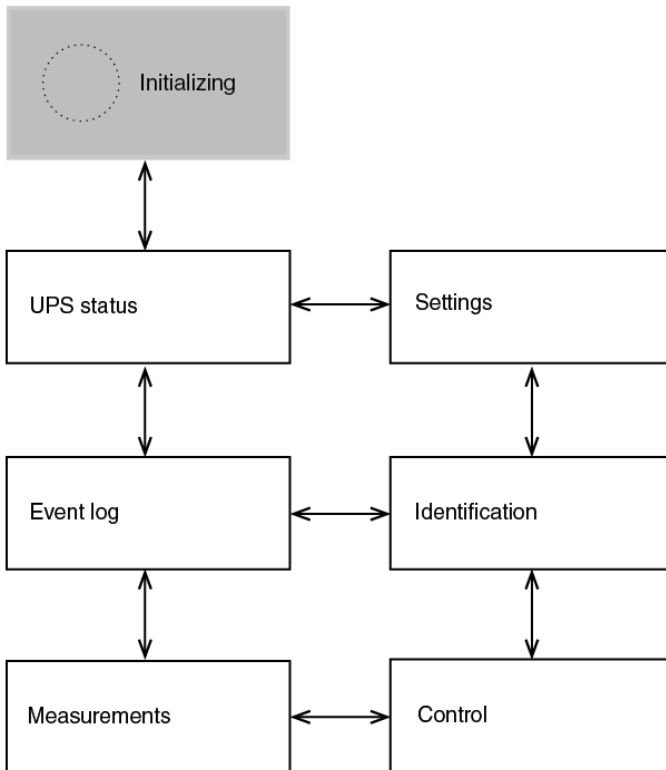 Initializing
UPS status
Settings
Event log
Identification
Measurements
Control